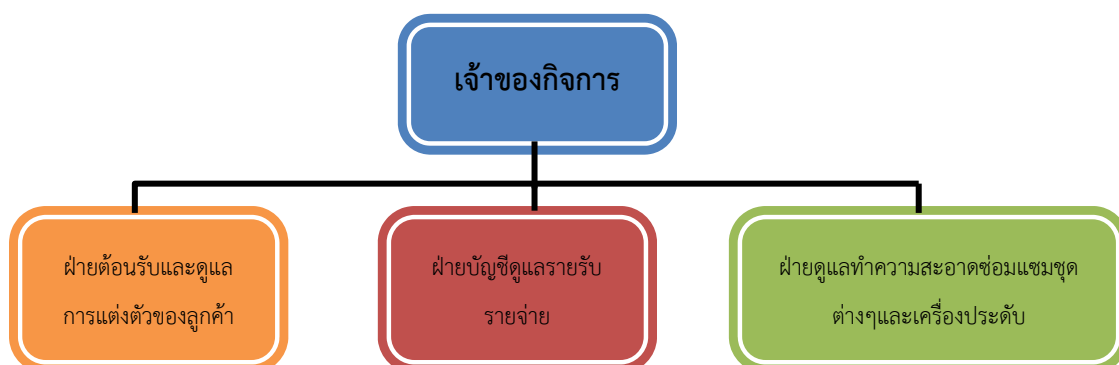 เจ้าของกิจการ
ฝ่ายต้อนรับและดูแล
การแต่งตัวของลูกค้า
ฝ่ายบัญชีดูแลรายรับ
รายจ่าย
ฝ่ายดูแลทำความสะอาดซ่อมแซมชุด
ต่างๆและเครื่องประดับ